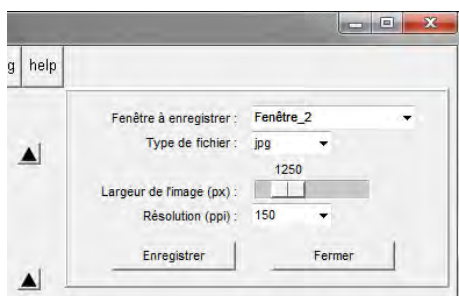 g help
Fenêtre à enregistrer : Fenêtre_2
Type de fichier : jpg
1250
Largeur de l'image (px) :
Résolution (ppi) : 150
Enregistrer Fermer